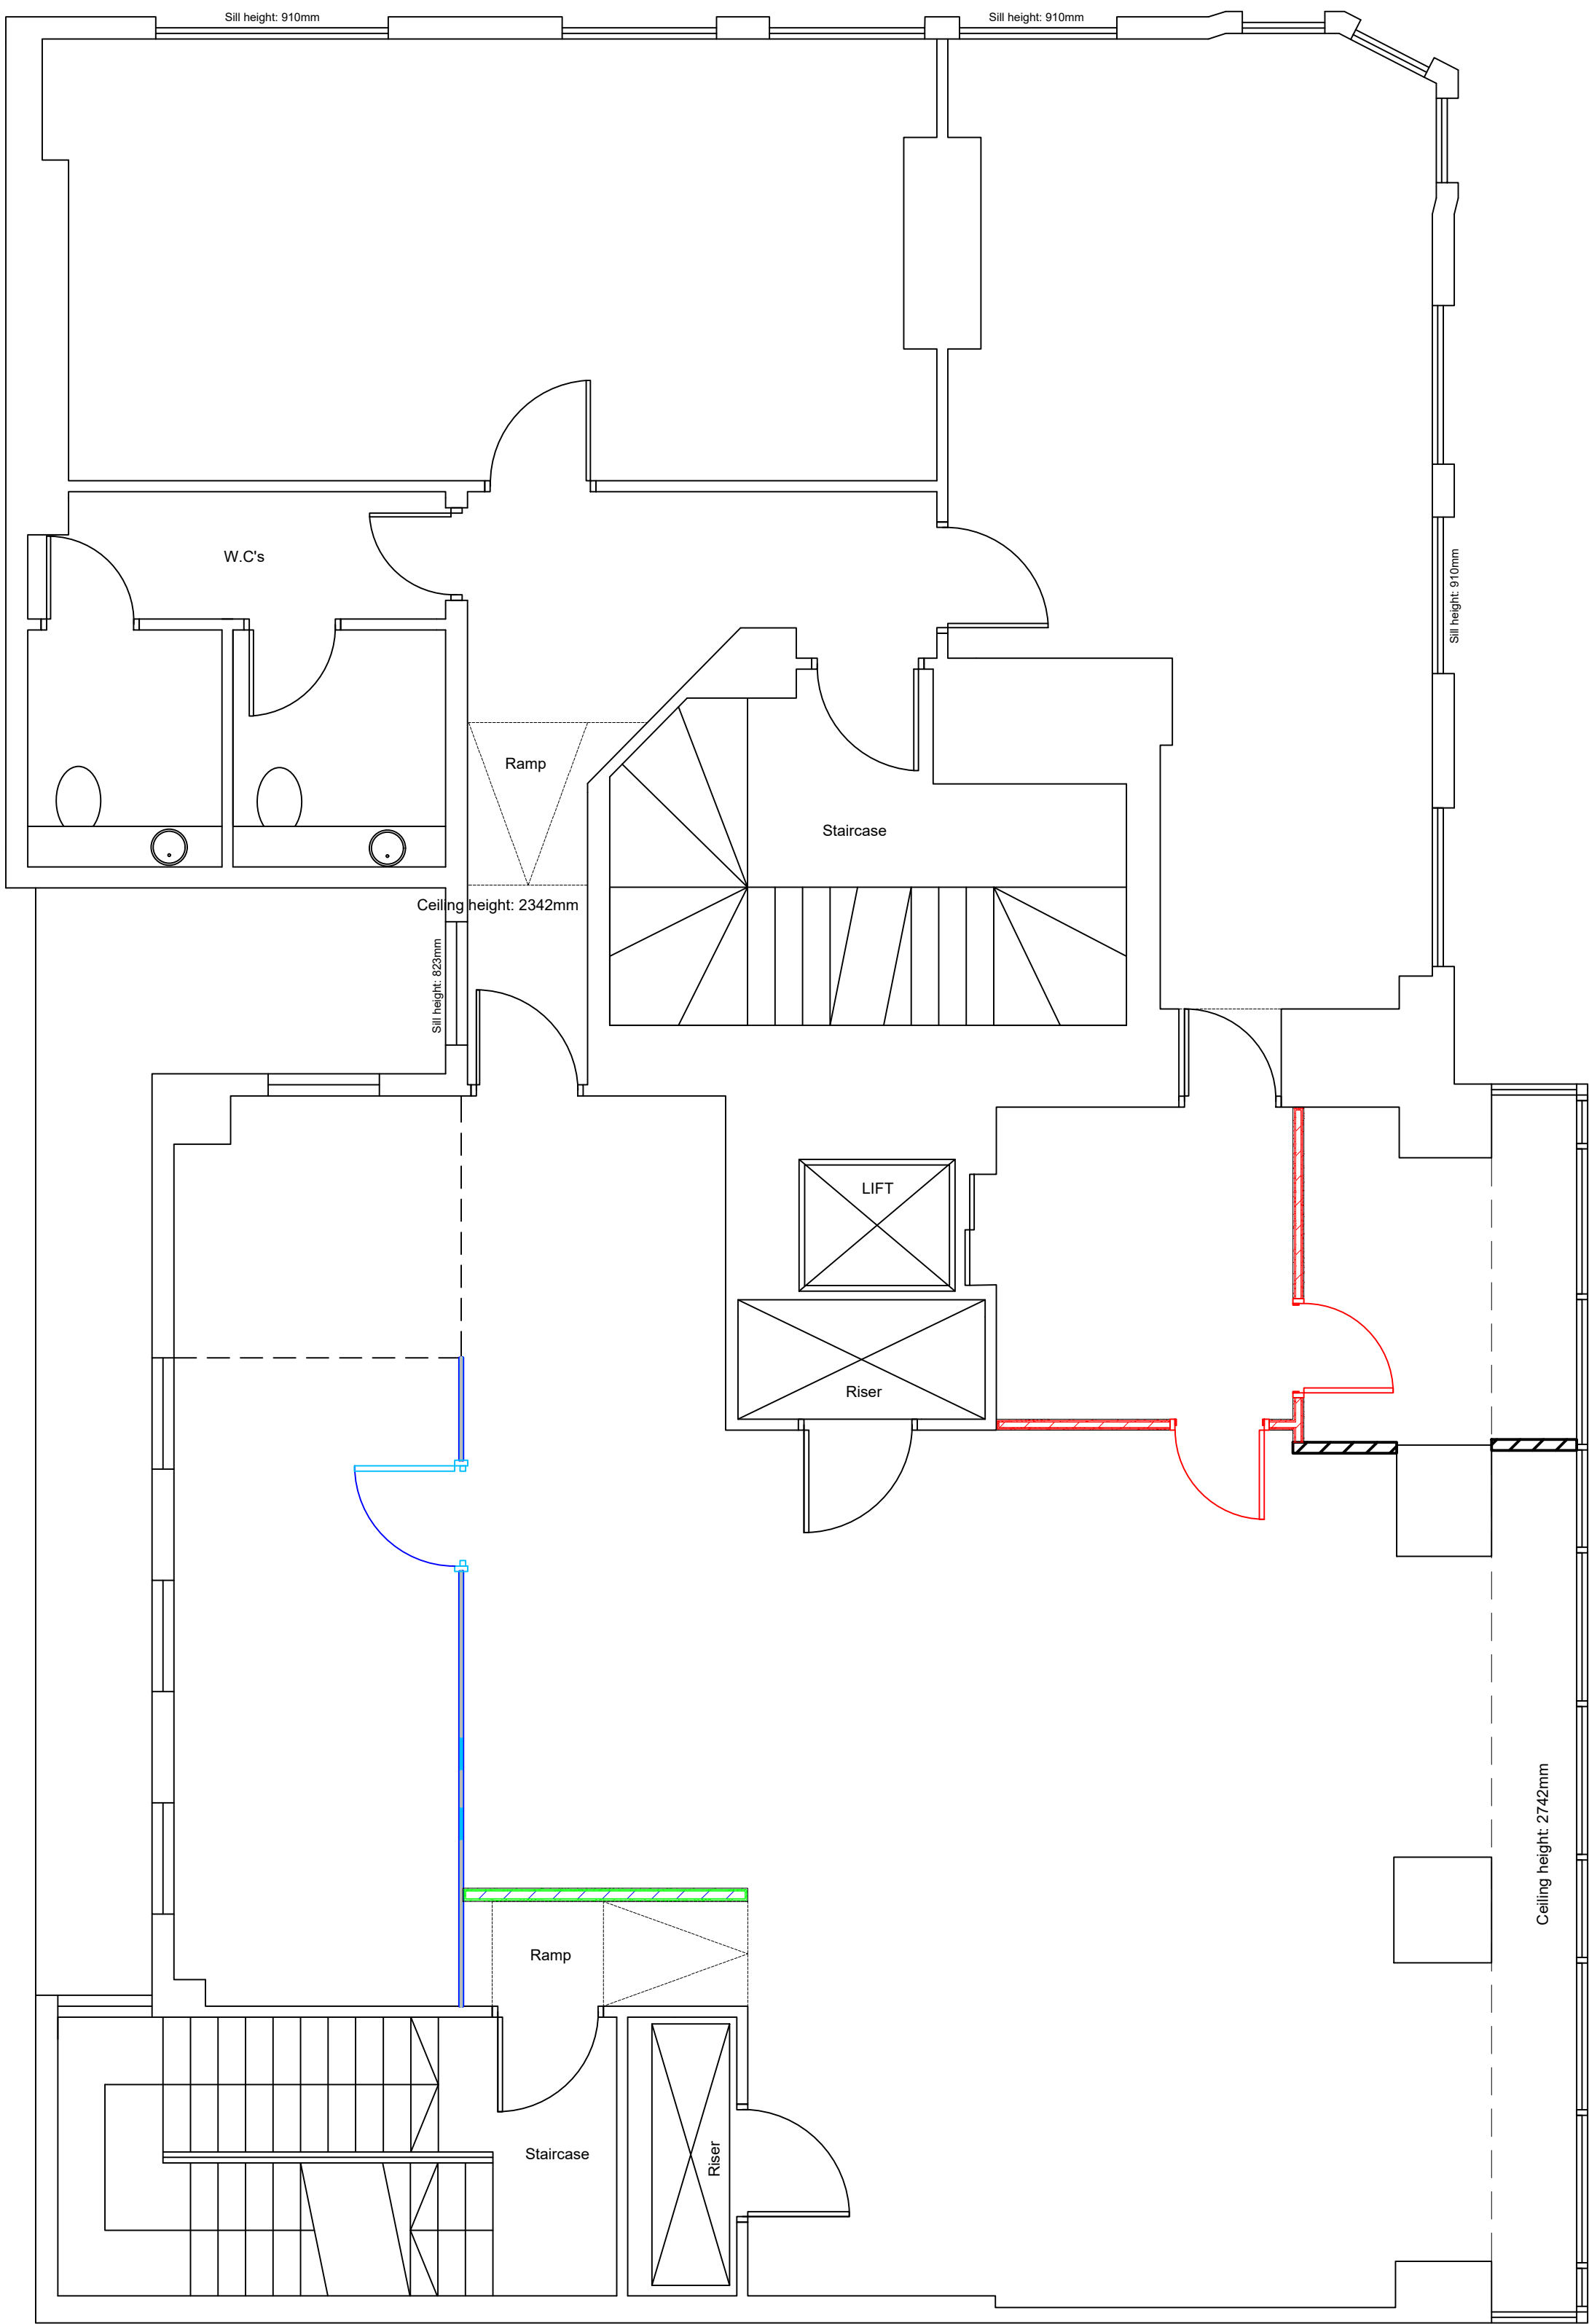 Sill height: 910mm
Sill height: 910mm
W.C's
Sill height: 910mm
Ramp
Staircase
Ceiling height: 2342mm
Sill height: 823mm
LIFT
Riser
Ceiling height: 2742mm
Ramp
Staircase
Riser